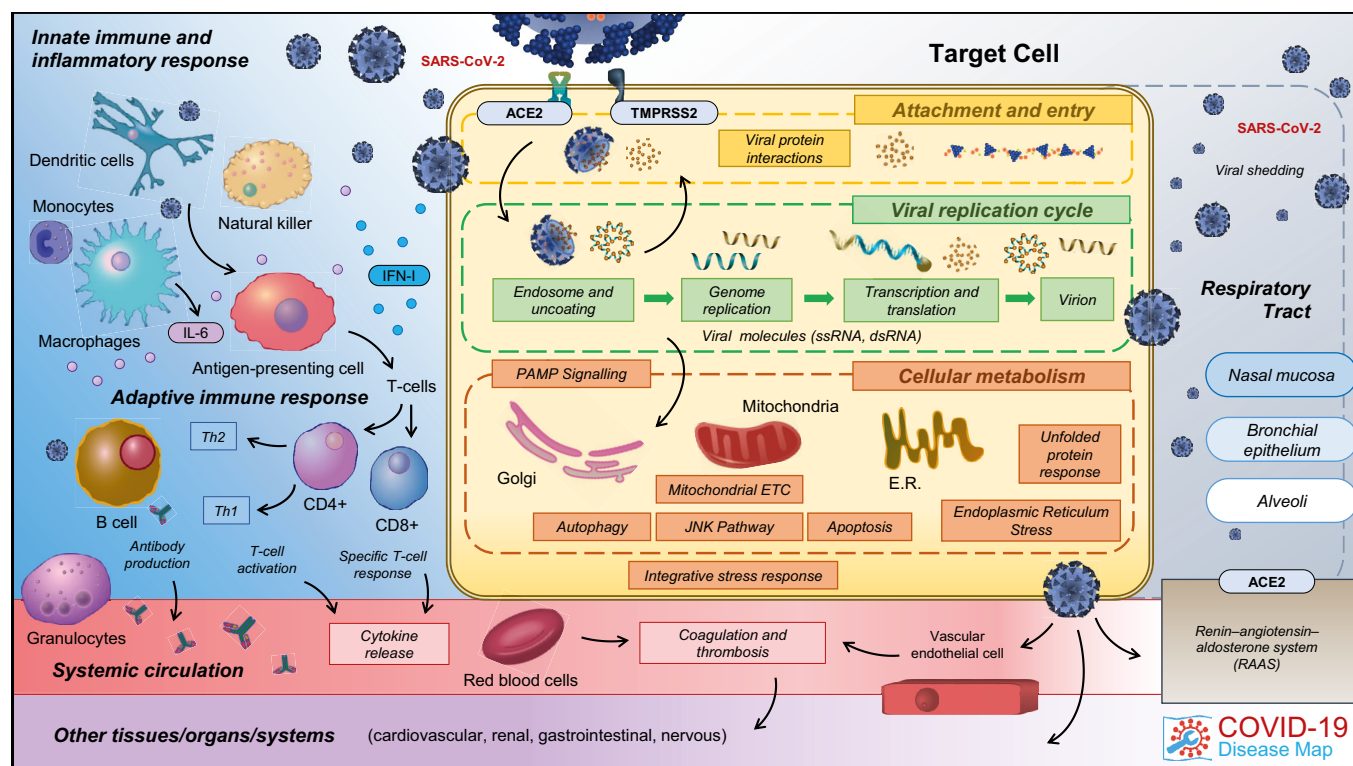 Innate immune and
inflammatory response
SARS-CoV-2
Target Cell
ACE2
TMPRSS2
Attachment and entry
Viral protein
interactions
SARS-CoV-2
Viral shedding
Dendritic cells
Natural killer
Monocytes
Macrophages
IFN-I
IL-6
Antigen-presenting cell
Viral replication cycle
Endosome and
uncoating
Genome
replication
Transcription and
translation
Virion
Viral molecules (ssRNA, dsRNA)
Respiratory
Tract
Nasal mucosa
Bronchial
epithelium
Alveoli
PAMP Signalling
Cellular metabolism
Golgi
Mitochondria
E.R.
Unfolded
protein
response
Mitochondrial ETC
Autophagy
JNK Pathway
Apoptosis
Endoplasmic Reticulum
Stress
Integrative stress response
Adaptive immune response
T-cells
Th2
Th1
CD4+
CD8+
B cell
Antibody
production
T-cell
activation
Specific T-cell
response
Granulocytes
Systemic circulation
Cytokine
release
Red blood cells
Coagulation and
thrombosis
Vascular
endothelial cell
ACE2
Renin–angiotensin–
aldosterone system
(RAAS)
Other tissues/organs/systems (cardiovascular, renal, gastrointestinal, nervous)
COVID-19
Disease Map